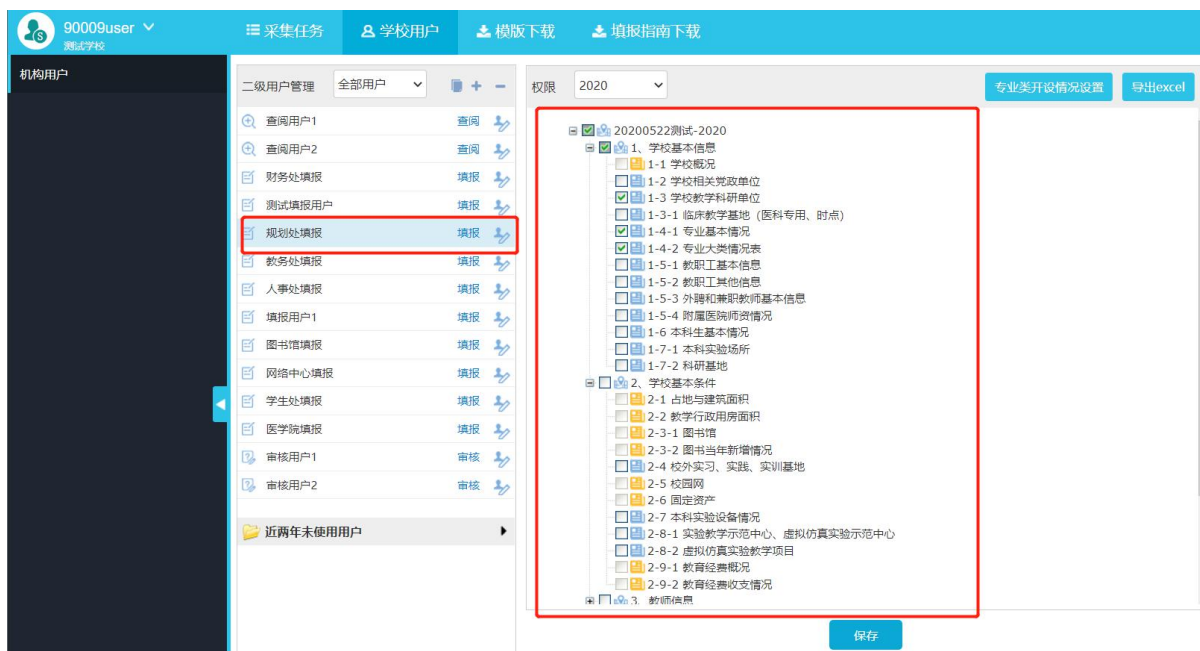 90009user
测试学校
采集任务
学校用户
模版下载
填报指南下载
机构用户
二级用户管理
全部用户
查阅用户1 查阅
查阅用户2 查阅
财务处填报 填报
测试填报用户 填报
规划处填报 填报
教务处填报 填报
人事处填报 填报
填报用户1 填报
图书馆填报 填报
网络中心填报 填报
学生处填报 填报
医学院填报 填报
审核用户1 审核
审核用户2 审核
近两年未使用用户
权限
2020
专业类开设情况设置
导出excel
20200522测试-2020
1、学校基本信息
1-1 学校概况
1-2 学校相关党政单位
1-3 学校教学科研单位
1-3-1 临床教学基地（医科专用、时点）
1-4-1 专业基本情况
1-4-2 专业大类情况表
1-5-1 教职工基本信息
1-5-2 教职工其他信息
1-5-3 外聘和兼职教师基本信息
1-5-4 附属医院师资情况
1-6 本科生基本情况
1-7-1 本科实验场所
1-7-2 科研基地
2、学校基本条件
2-1 占地与建筑面积
2-2 教学行政用房面积
2-3-1 图书馆
2-3-2 图书当年新增情况
2-4 校外实习、实践、实训基地
2-5 校园网
2-6 固定资产
2-7 本科实验设备情况
2-8-1 实验教学示范中心、虚拟仿真实验示范中心
2-8-2 虚拟仿真实验教学项目
2-9-1 教育经费概况
2-9-2 教育经费收支情况
3、教师信息
保存